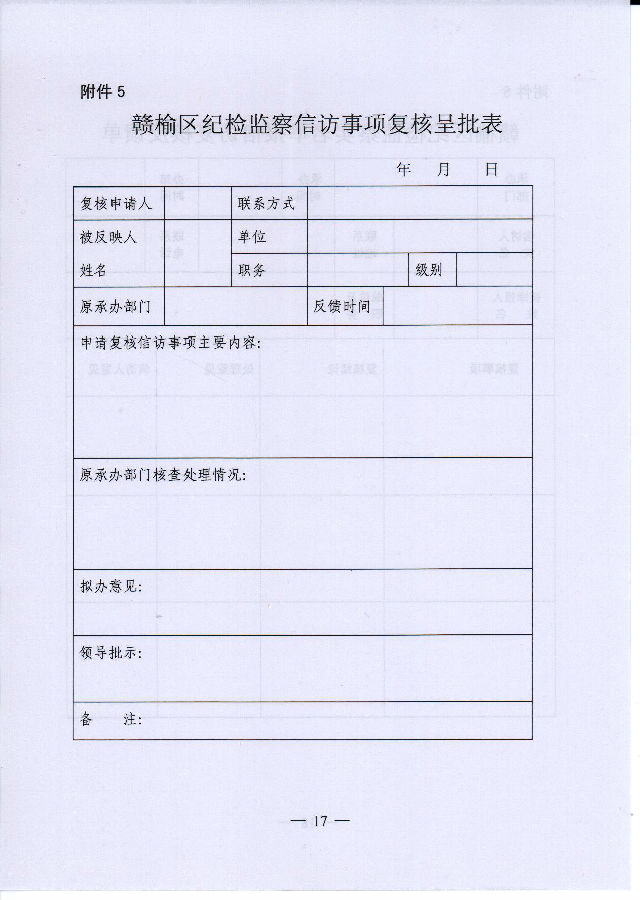 附件 5
赣榆区纪检监察信访事项复核呈批表
年 月 日
复核申请人 联系方式
被反映人 单位
姓名 职务 级别
原承办部门 反馈时间
申请复核信访事项主要内容:
原承办部门核查处理情况:
拟办意见:
领导批示:
备 注:
— 17 —